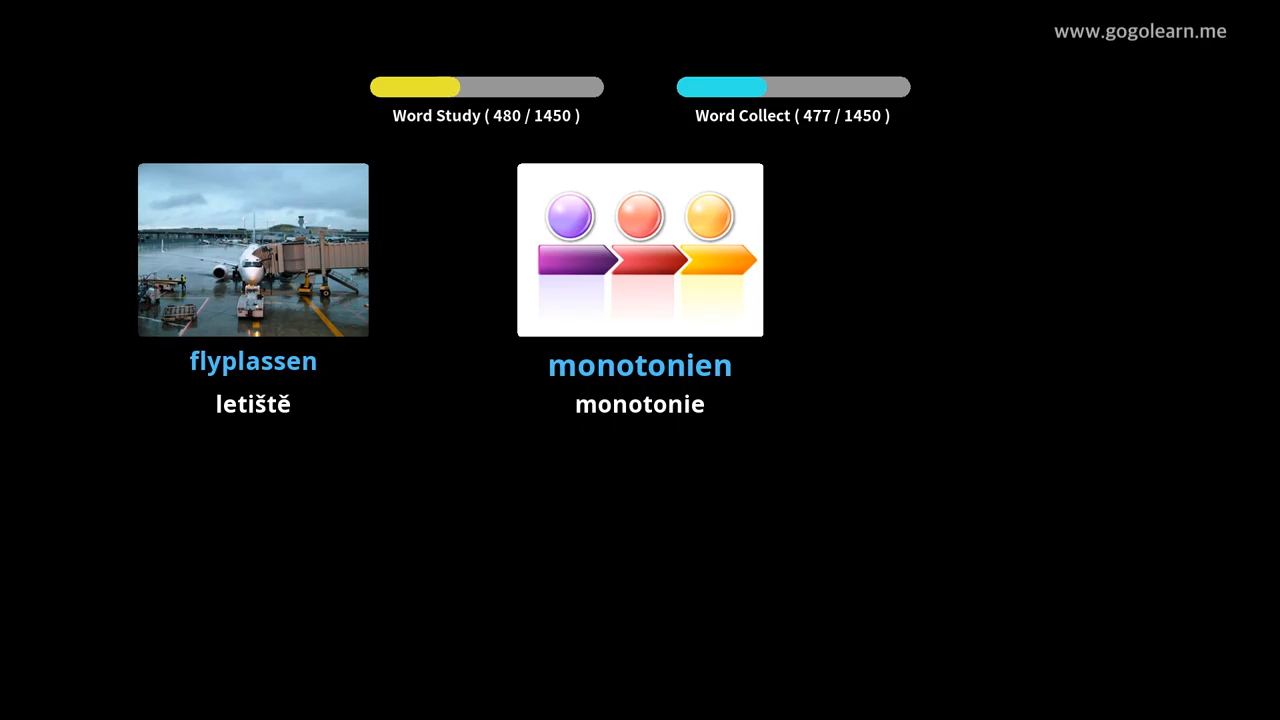 www.gogolearn.me
Word Study ( 480 / 1450 )
Word Collect ( 477 / 1450 )
flyplassen
letiště
monotonien
monotonie